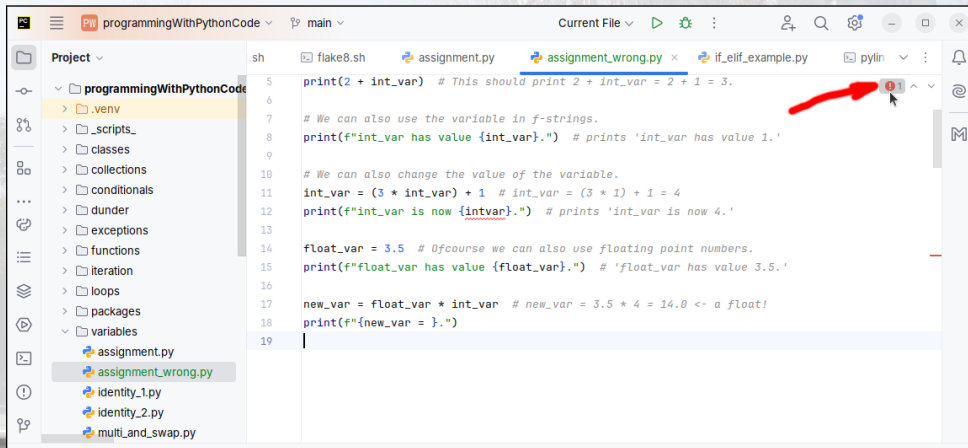 PC PW programmingWithPythonCode main Current File
Project
.sh flake8.sh assignment.py assignment_wrong.py × if_elif_example.py pylin
programmingWithPythonCode
.venv
_scripts_
classes
collections
conditionals
dunder
exceptions
functions
iteration
loops
packages
variables
assignment.py
assignment_wrong.py
identity_1.py
identity_2.py
multi_and_swap.py
1
5 print(2 + int_var)  # This should print 2 + int_var = 2 + 1 = 3.
6
7 # We can also use the variable in f-strings.
8 print(f"int_var has value {int_var}.")  # prints 'int_var has value 1.'
9
10 # We can also change the value of the variable.
11 int_var = (3 * int_var) + 1  # int_var = (3 * 1) + 1 = 4
12 print(f"int_var is now {intvar}.")  # prints 'int_var is now 4.'
13
14 float_var = 3.5  # Ofcourse we can also use floating point numbers.
15 print(f"float_var has value {float_var}.")  # 'float_var has value 3.5.'
16
17 new_var = float_var * int_var  # new_var = 3.5 * 4 = 14.0 <- a float!
18 print(f"{new_var = }.")
19